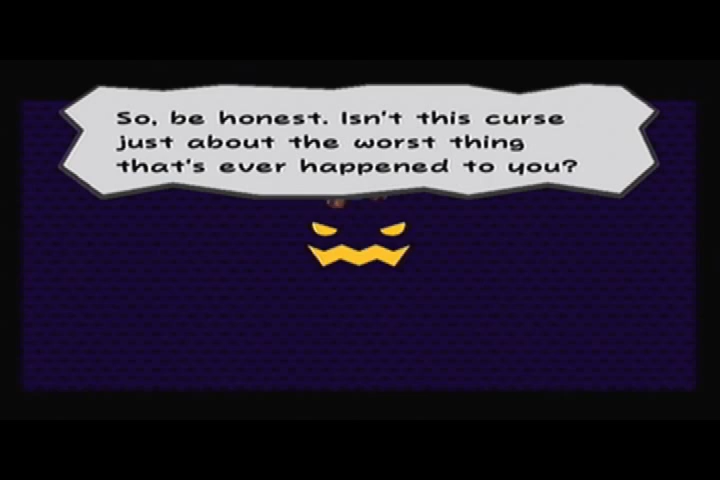 So, be honest. Isn't this curse
just about the worst thing
that's ever happened to you?